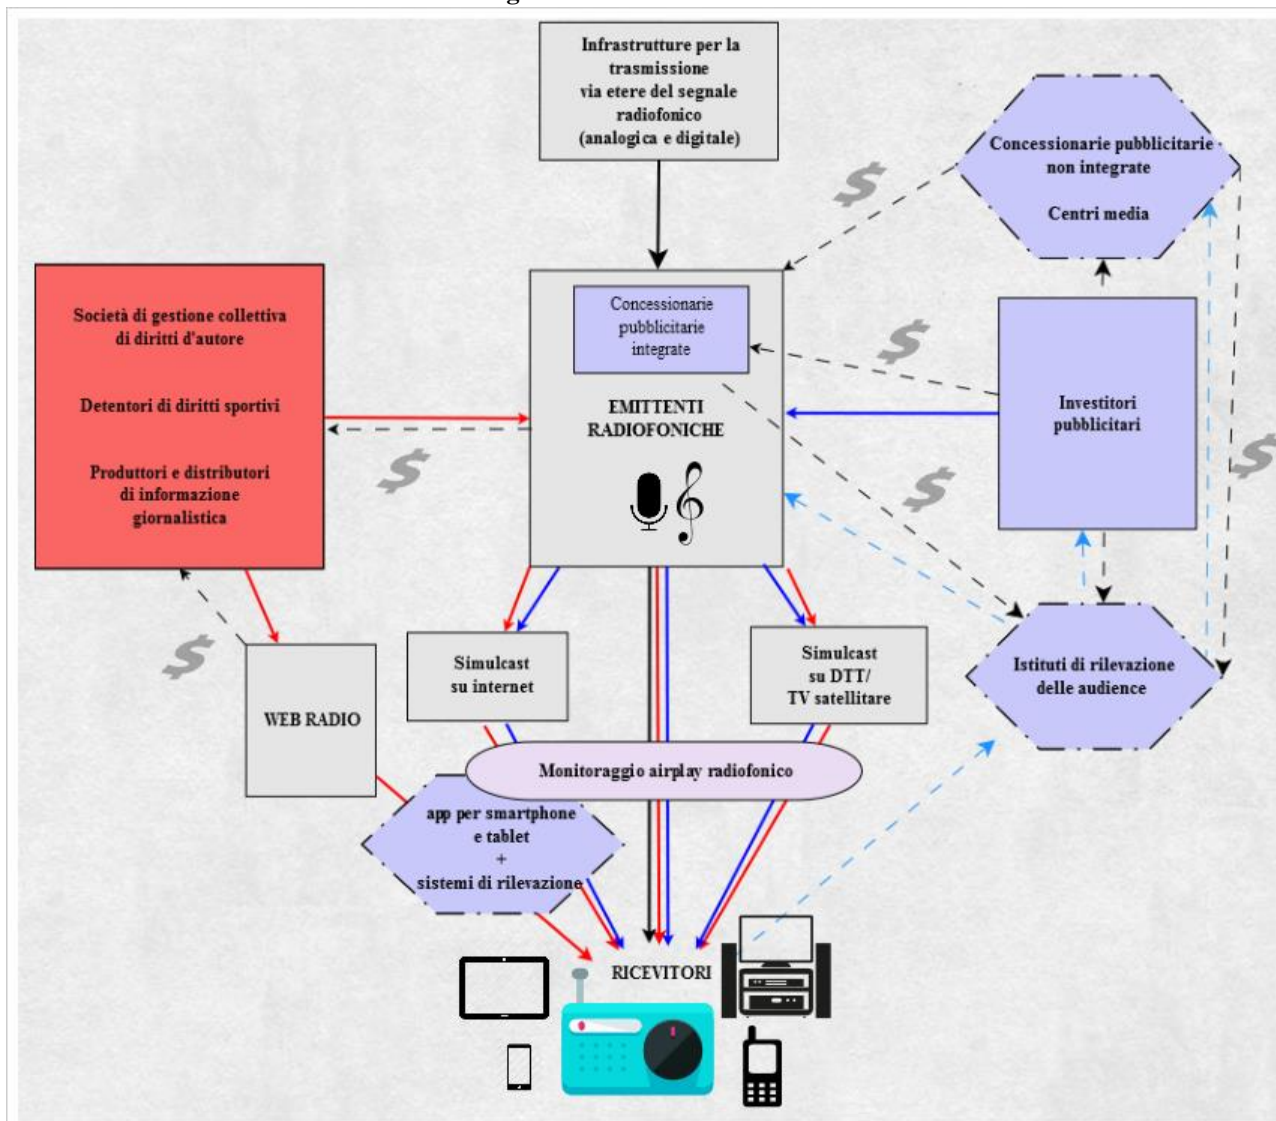 Infrastrutture per la
trasmissione
via etere del segnale
radiofonico
(analogica e digitale)
Concessionarie pubblicitarie
non integrate
Centri media
$
Società di gestione collettiva
di diritti d'autore
Detentori di diritti sportivi
Produttori e distributori
di informazione
giornalistica
Concessionarie
pubblicitarie
integrate
EMITTENTI
RADIOFONICHE
$
Investitori
pubblicitari
$
$
$
$
WEB RADIO
Simulcast
su internet
Simulcast
su DTT/
TV satellitare
Istituti di rilevazione
delle audience
Monitoraggio airplay radiofonico
app per smartphone
e tablet
+
sistemi di rilevazione
RICEVITORI